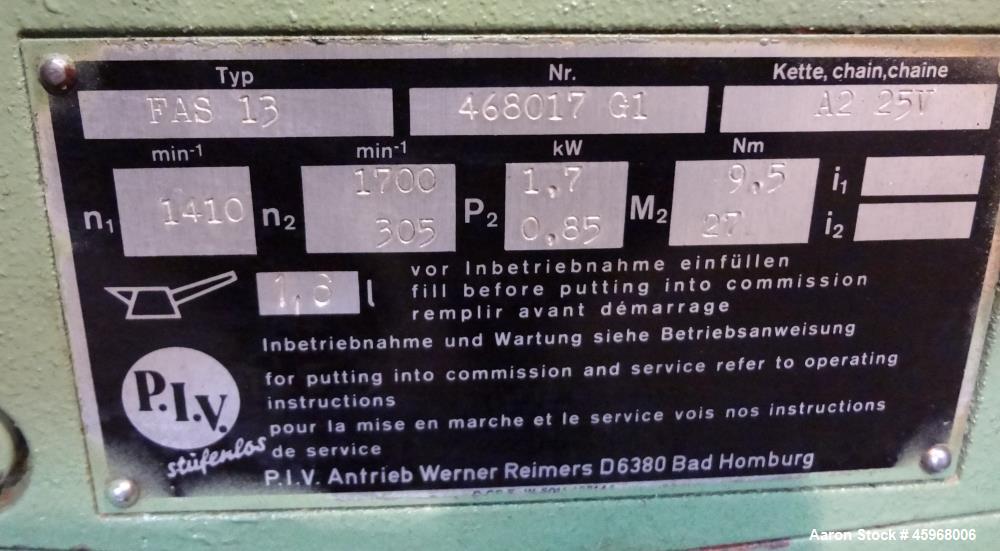 Typ Nr. Kette, chain, chaine
FAS 13 468017 G1 A2 25V
min-1 min-1 kW Nm
n1 1410 n2 1700 305 P2 1,7 0,85 M2 9,5 27 i1 i2
l
vor Inbetriebnahme einfüllen
fill before putting into commission
remplir avant démarrage
Inbetriebnahme und Wartung siehe Betriebsanweisung
for putting into commission and service refer to operating
instructions
pour la mise en marche et le service vois nos instructions
de service
P.I.V.
stufenlos
P.I.V. Antrieb Werner Reimers D6380 Bad Homburg
Aaron Stock # 45968006